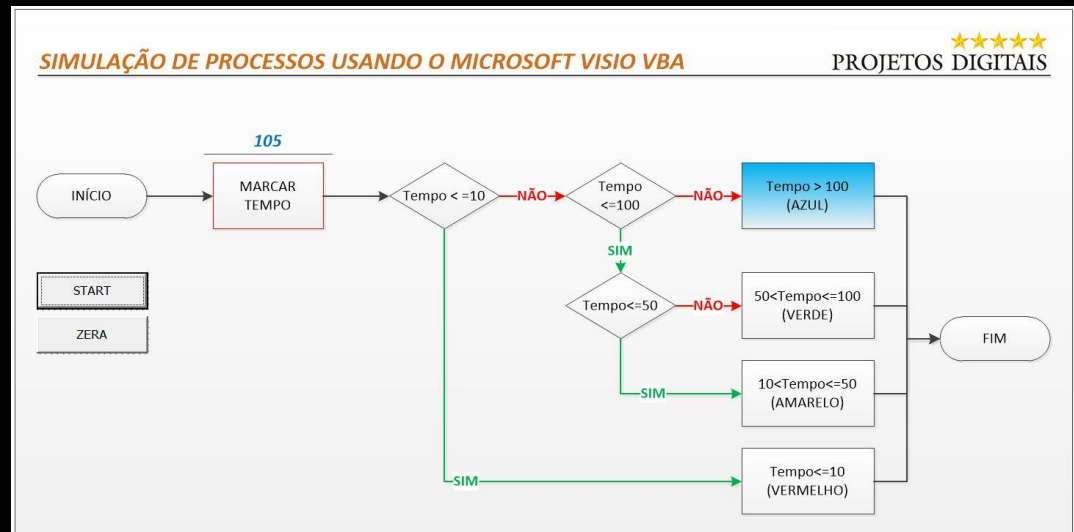 SIMULAÇÃO DE PROCESSOS USANDO O MICROSOFT VISIO VBA
PROJETOS DIGITAIS
105
INÍCIO
MARCAR
TEMPO
Tempo < =10
NÃO
Tempo
<=100
NÃO
Tempo > 100
(AZUL)
SIM
START
Tempo<=50
NÃO
50<Tempo<=100
(VERDE)
ZERA
FIM
SIM
10<Tempo<=50
(AMARELO)
SIM
Tempo<=10
(VERMELHO)